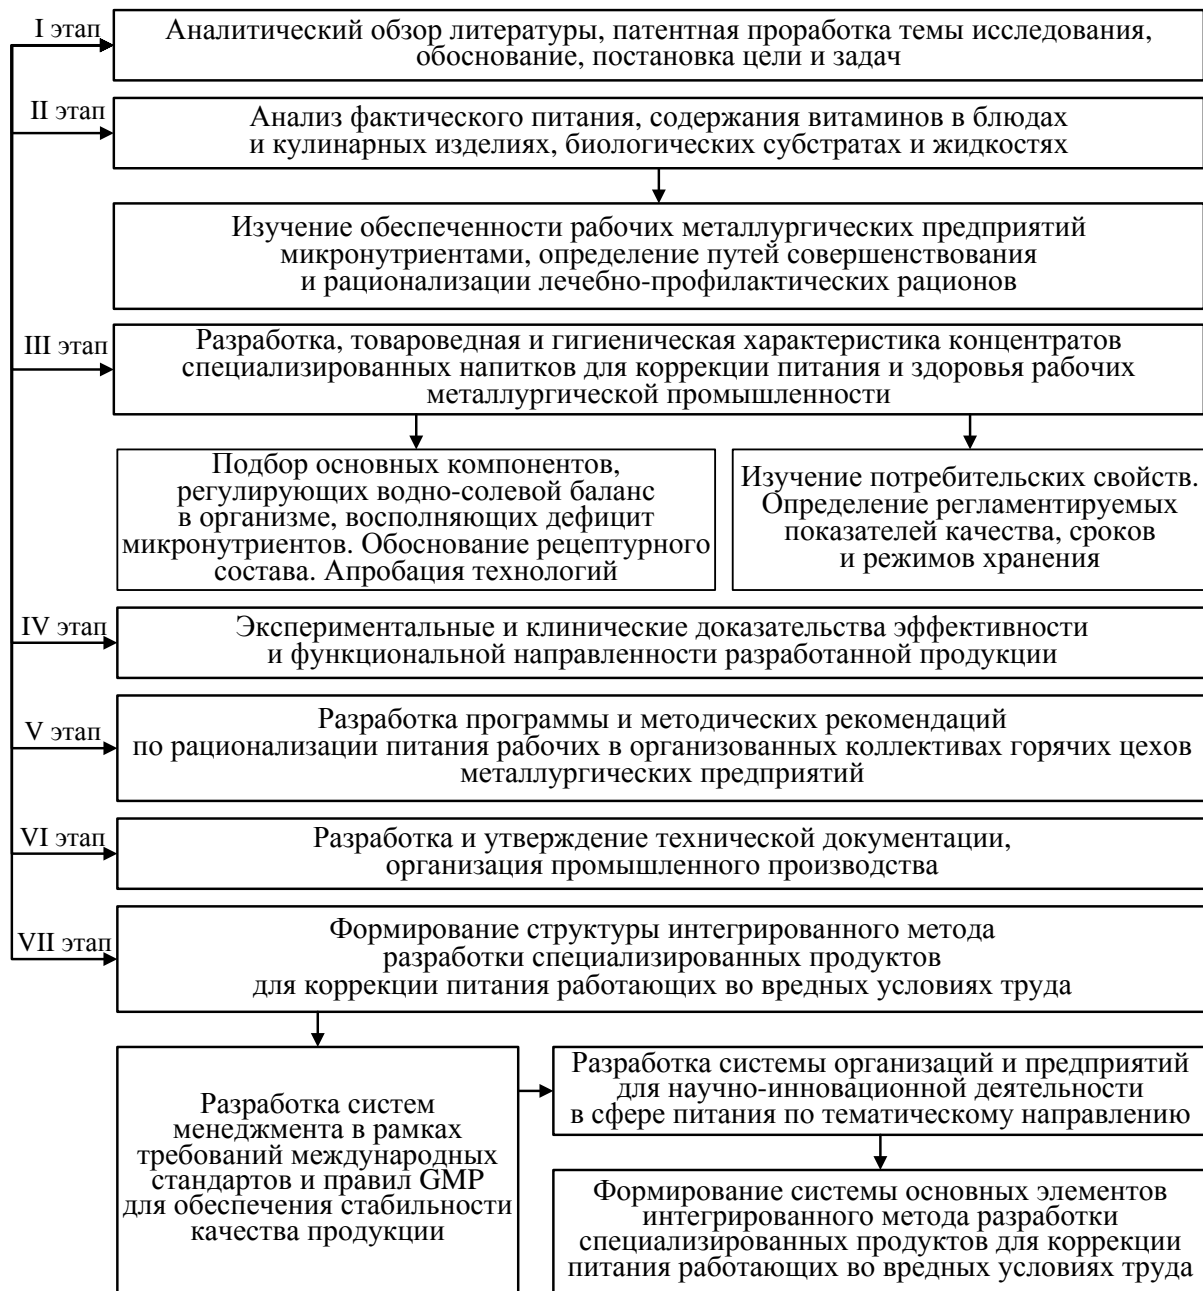 I этап
Аналитический обзор литературы, патентная проработка темы исследования,
обоснование, постановка цели и задач
II этап
Анализ фактического питания, содержания витаминов в блюдах
и кулинарных изделиях, биологических субстратах и жидкостях
Изучение обеспеченности рабочих металлургических предприятий
микронутриентами, определение путей совершенствования
и рационализации лечебно-профилактических рационов
III этап
Разработка, товароведная и гигиеническая характеристика концентратов
специализированных напитков для коррекции питания и здоровья рабочих
металлургической промышленности
Подбор основных компонентов,
регулирующих водно-солевой баланс
в организме, восполняющих дефицит
микронутриентов. Обоснование рецептурного
состава. Апробация технологий
Изучение потребительских свойств.
Определение регламентируемых
показателей качества, сроков
и режимов хранения
IV этап
Экспериментальные и клинические доказательства эффективности
и функциональной направленности разработанной продукции
V этап
Разработка программы и методических рекомендаций
по рационализации питания рабочих в организованных коллективах горячих цехов
металлургических предприятий
VI этап
Разработка и утверждение технической документации,
организация промышленного производства
VII этап
Формирование структуры интегрированного метода
разработки специализированных продуктов
для коррекции питания работающих во вредных условиях труда
Разработка систем
менеджмента в рамках
требований международных
стандартов и правил GMP
для обеспечения стабильности
качества продукции
Разработка системы организаций и предприятий
для научно-инновационной деятельности
в сфере питания по тематическому направлению
Формирование системы основных элементов
интегрированного метода разработки
специализированных продуктов для коррекции
питания работающих во вредных условиях труда